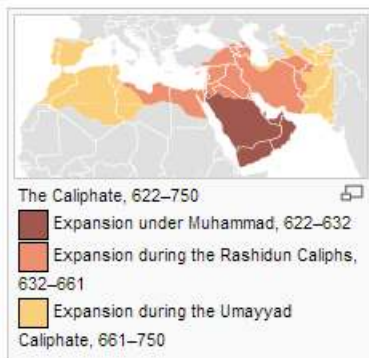 The Caliphate, 622–750
Expansion under Muhammad, 622–632
Expansion during the Rashidun Caliphs,
632–661
Expansion during the Umayyad
Caliphate, 661–750